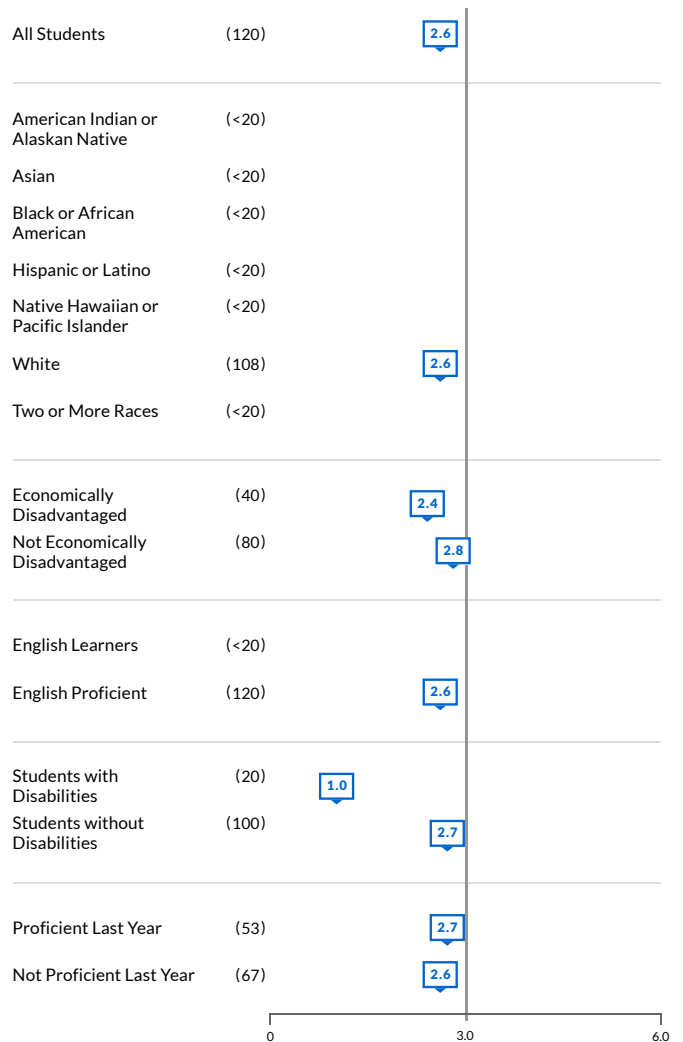 All Students (120) 2.6
American Indian or (<20)
Alaskan Native
Asian (<20)
Black or African (<20)
American
Hispanic or Latino (<20)
Native Hawaiian or (<20)
Pacific Islander
White (108) 2.6
Two or More Races (<20)
Economically (40) 2.4
Disadvantaged
Not Economically (80) 2.8
Disadvantaged
English Learners (<20)
English Proficient (120) 2.6
Students with (20) 1.0
Disabilities
Students without (100) 2.7
Disabilities
Proficient Last Year (53) 2.7
Not Proficient Last Year (67) 2.6
0 3.0 6.0